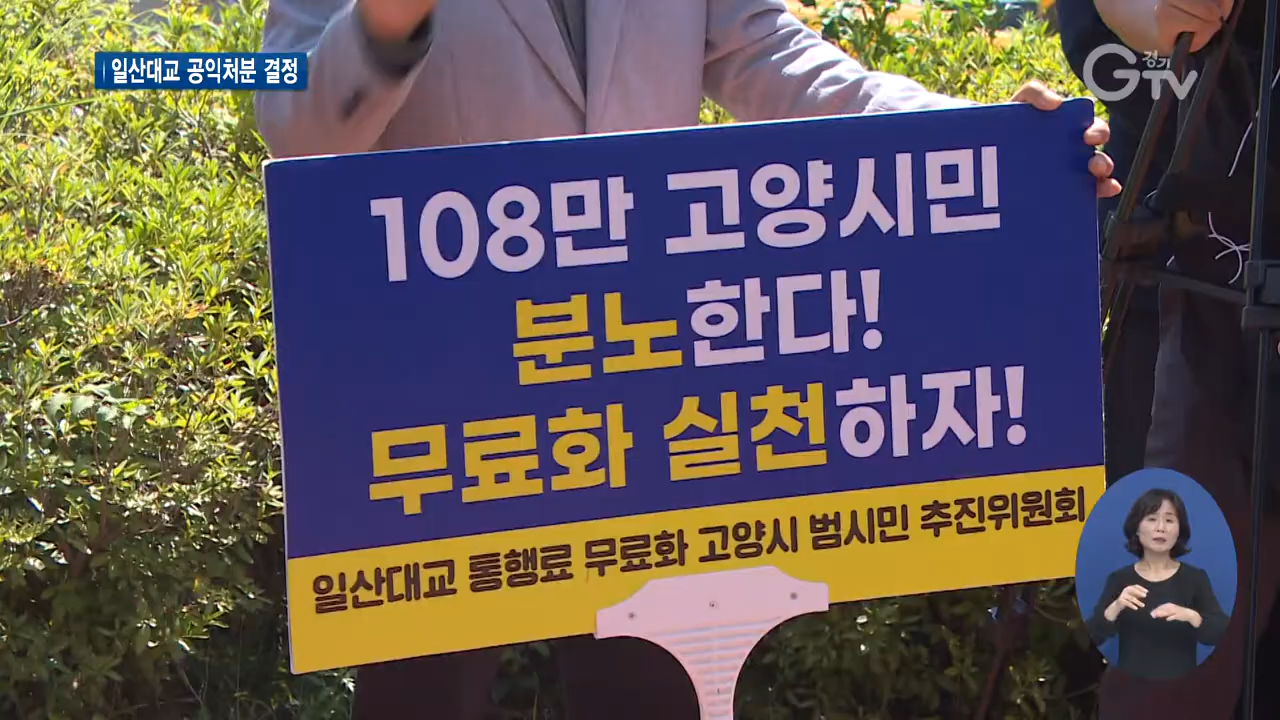 일산대교 공익처분 결정
경기
GTV
108만 고양시민
분노한다!
무료화 실천하자!
일산대교 통행료 무료화 고양시 범시민 추진위원회